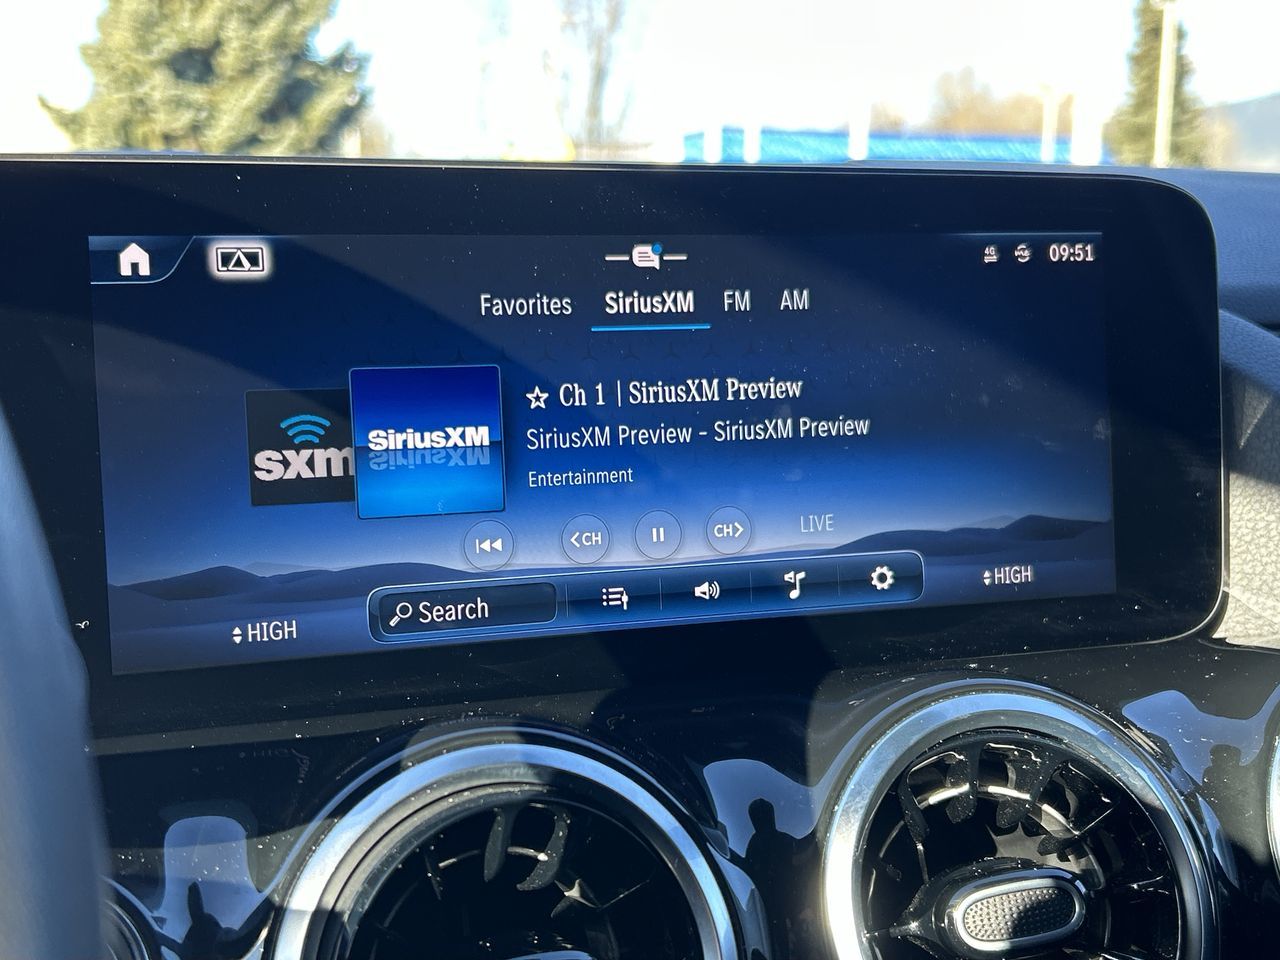 4G
09:51
Favorites SiriusXM FM AM
Ch 1 | SiriusXM Preview
SiriusXM Preview - SiriusXM Preview
Entertainment
sxm
SiriusXM
<CH
CH>
LIVE
Search
HIGH
HIGH